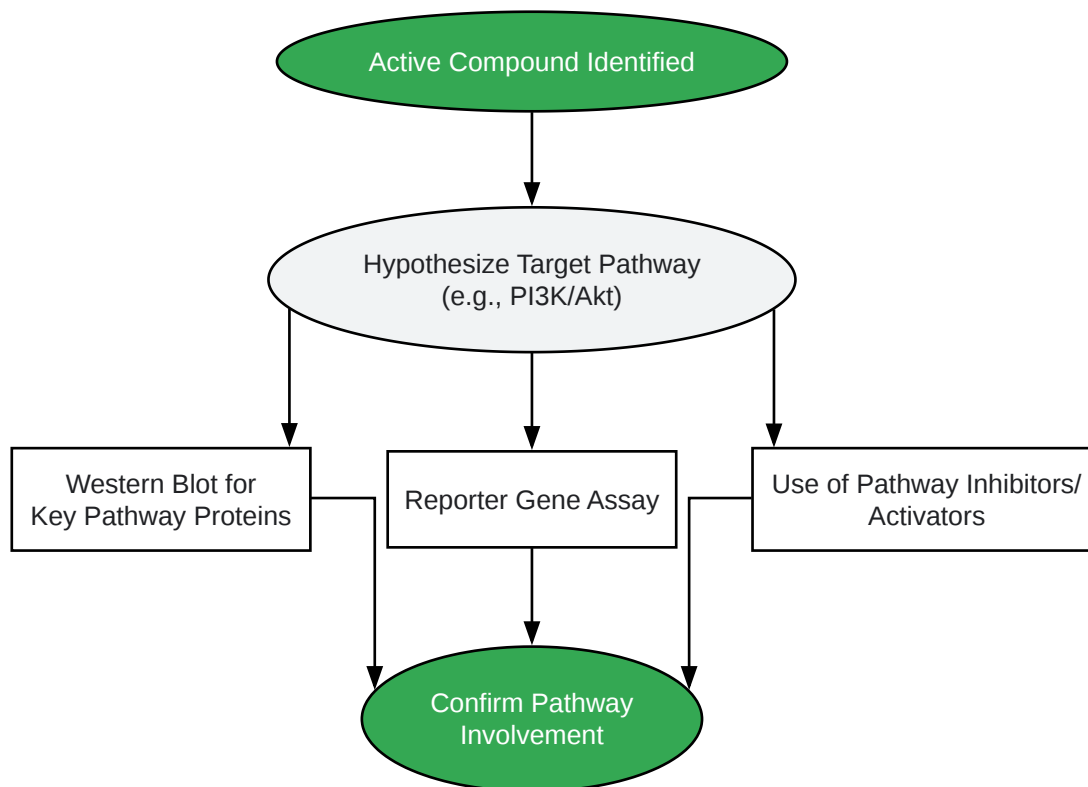 Active Compound Identified
Hypothesize Target Pathway
(e.g., PI3K/Akt)
Western Blot for
Key Pathway Proteins
Reporter Gene Assay
Use of Pathway Inhibitors/
Activators
Confirm Pathway
Involvement